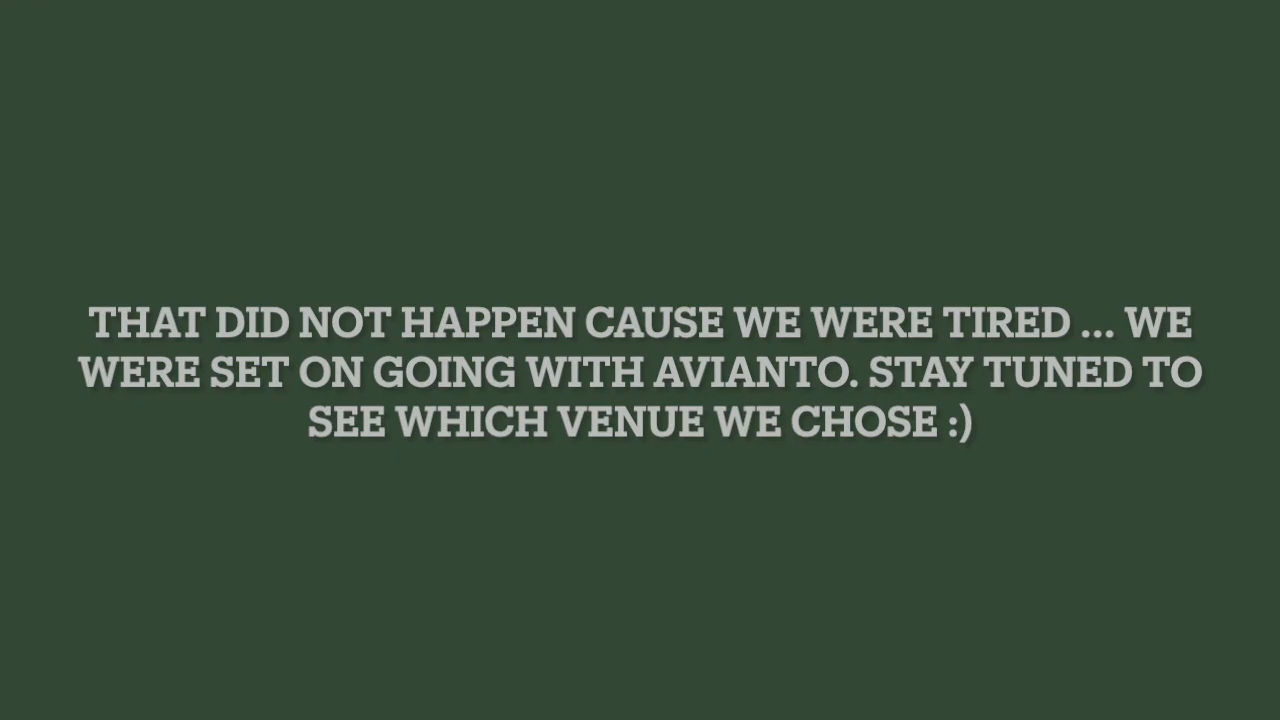 THAT DID NOT HAPPEN CAUSE WE WERE TIRED ... WE
WERE SET ON GOING WITH AVIANTO. STAY TUNED TO
SEE WHICH VENUE WE CHOSE :)